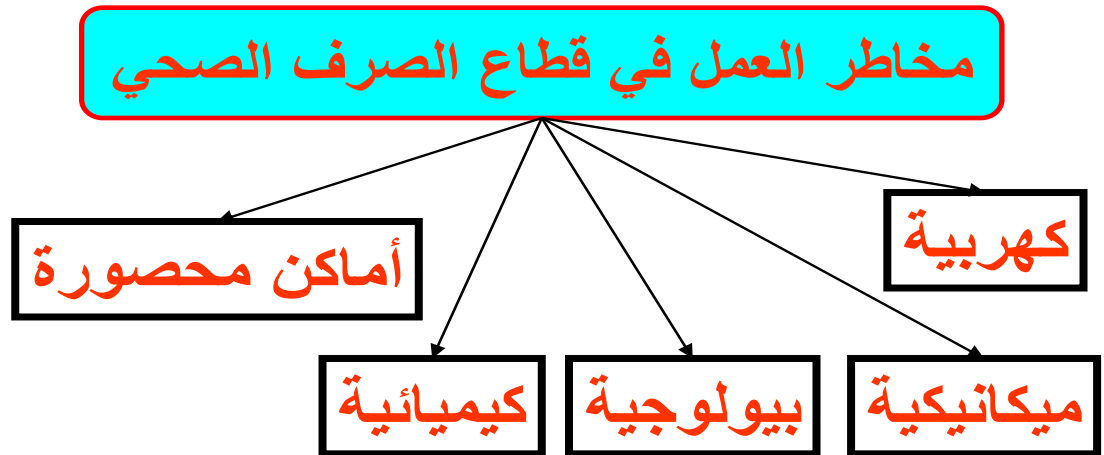 مخاطر العمل في قطاع الصرف الصحي
كهربية
أماكن محصورة
ميكانيكية
بيولوجية
كيميائية